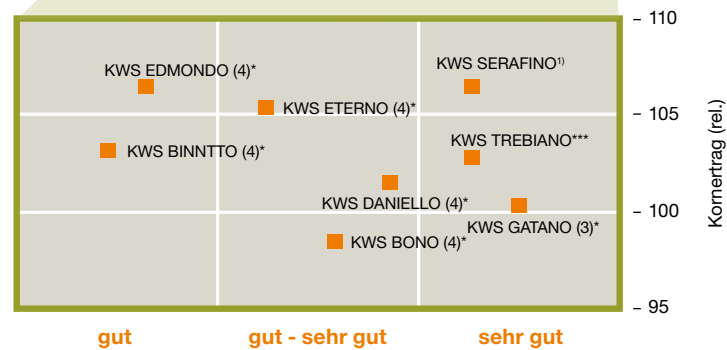 – 110
KWS EDMONDO (4)*
KWS SERAFINO¹⁾
KWS ETERNO (4)*
– 105
KWS BINNTTO (4)*
KWS TREBIANO***
KWS DANIELLO (4)*
– 100
KWS GATANO (3)*
KWS BONO (4)*
– 95
Kornertrag (rel.)
gut
gut - sehr gut
sehr gut